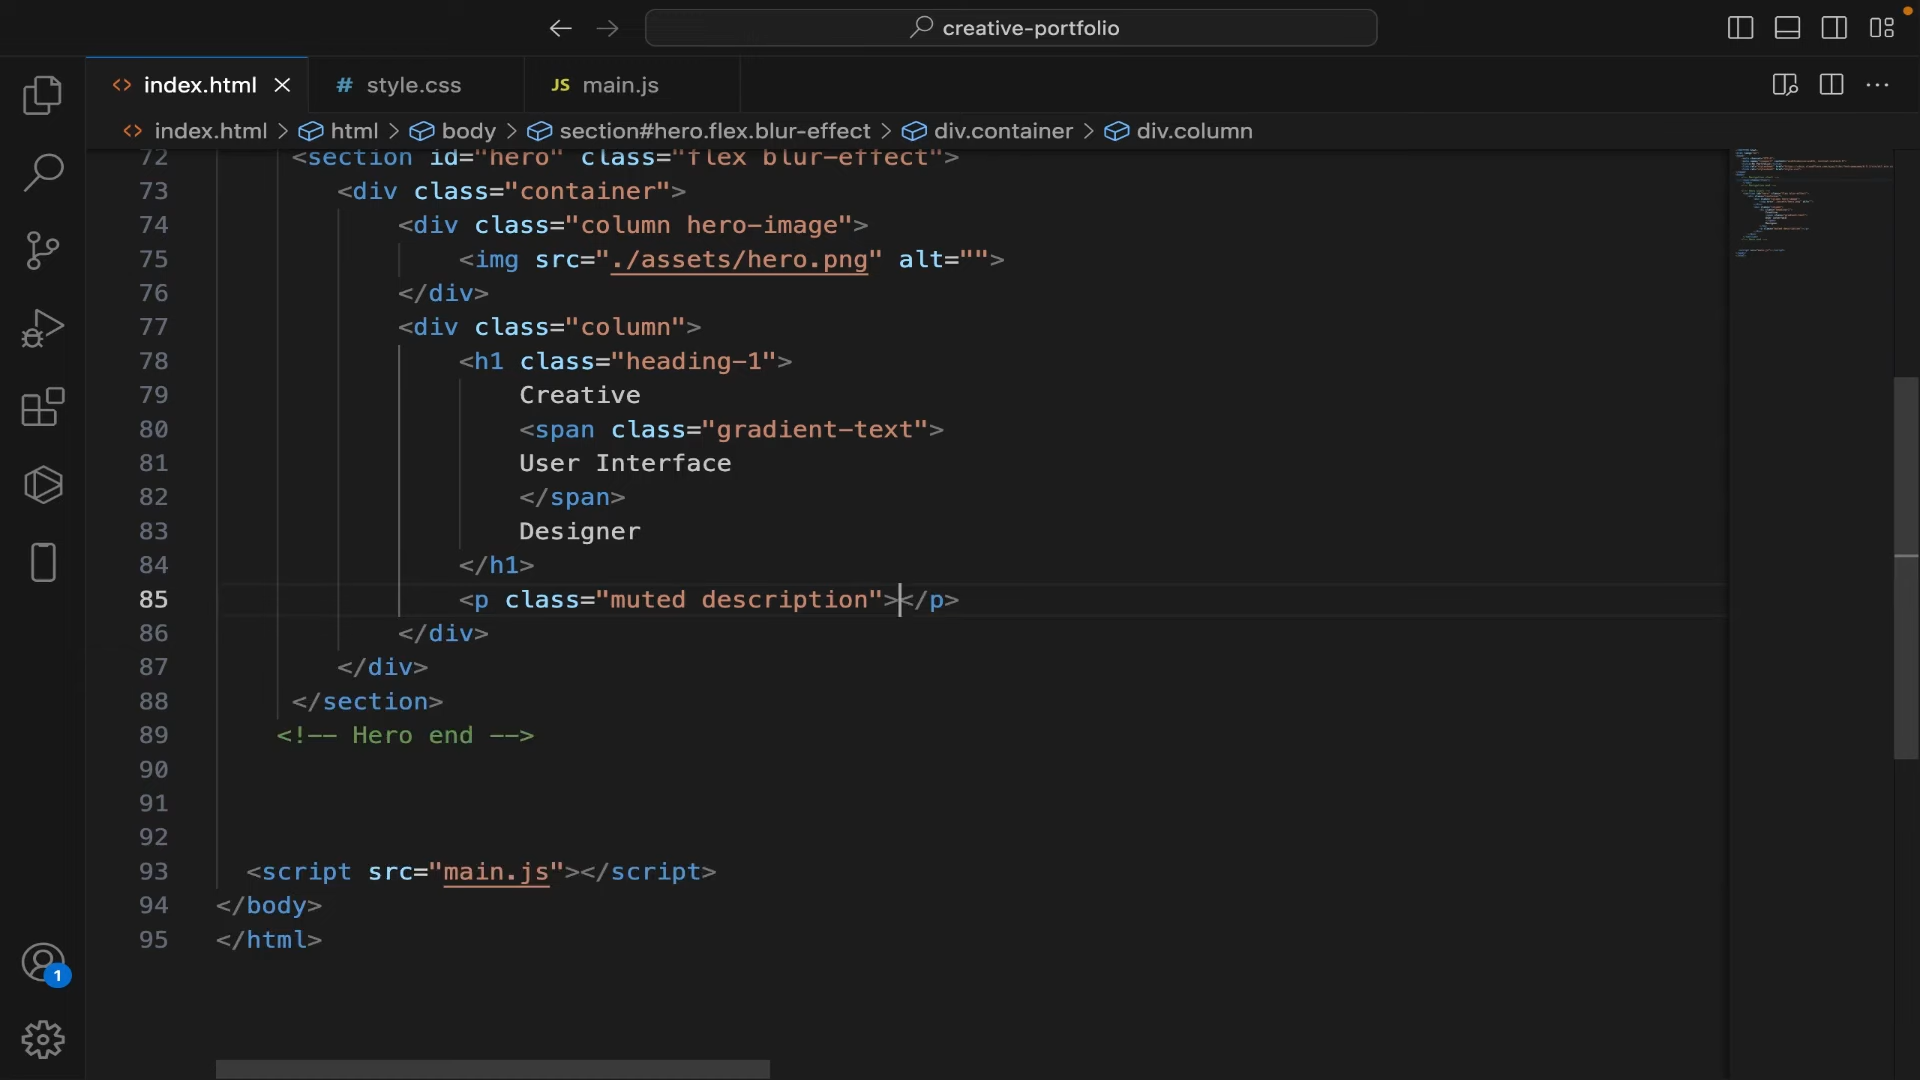 creative-portfolio
index.html
# style.css
JS main.js
<> index.html > html > body > section#hero.flex.blur-effect > div.container > div.column
72 <section id="hero" class="flex blur-effect">
73 <div class="container">
74 <div class="column hero-image">
75 <img src="./assets/hero.png" alt="">
76 </div>
77 <div class="column">
78 <h1 class="heading-1">
79 Creative
80 <span class="gradient-text">
81 User Interface
82 </span>
83 Designer
84 </h1>
85 <p class="muted description"></p>
86 </div>
87 </div>
88 </section>
89 <!-- Hero end -->
90
91
92
93 <script src="main.js"></script>
94 </body>
95 </html>
1